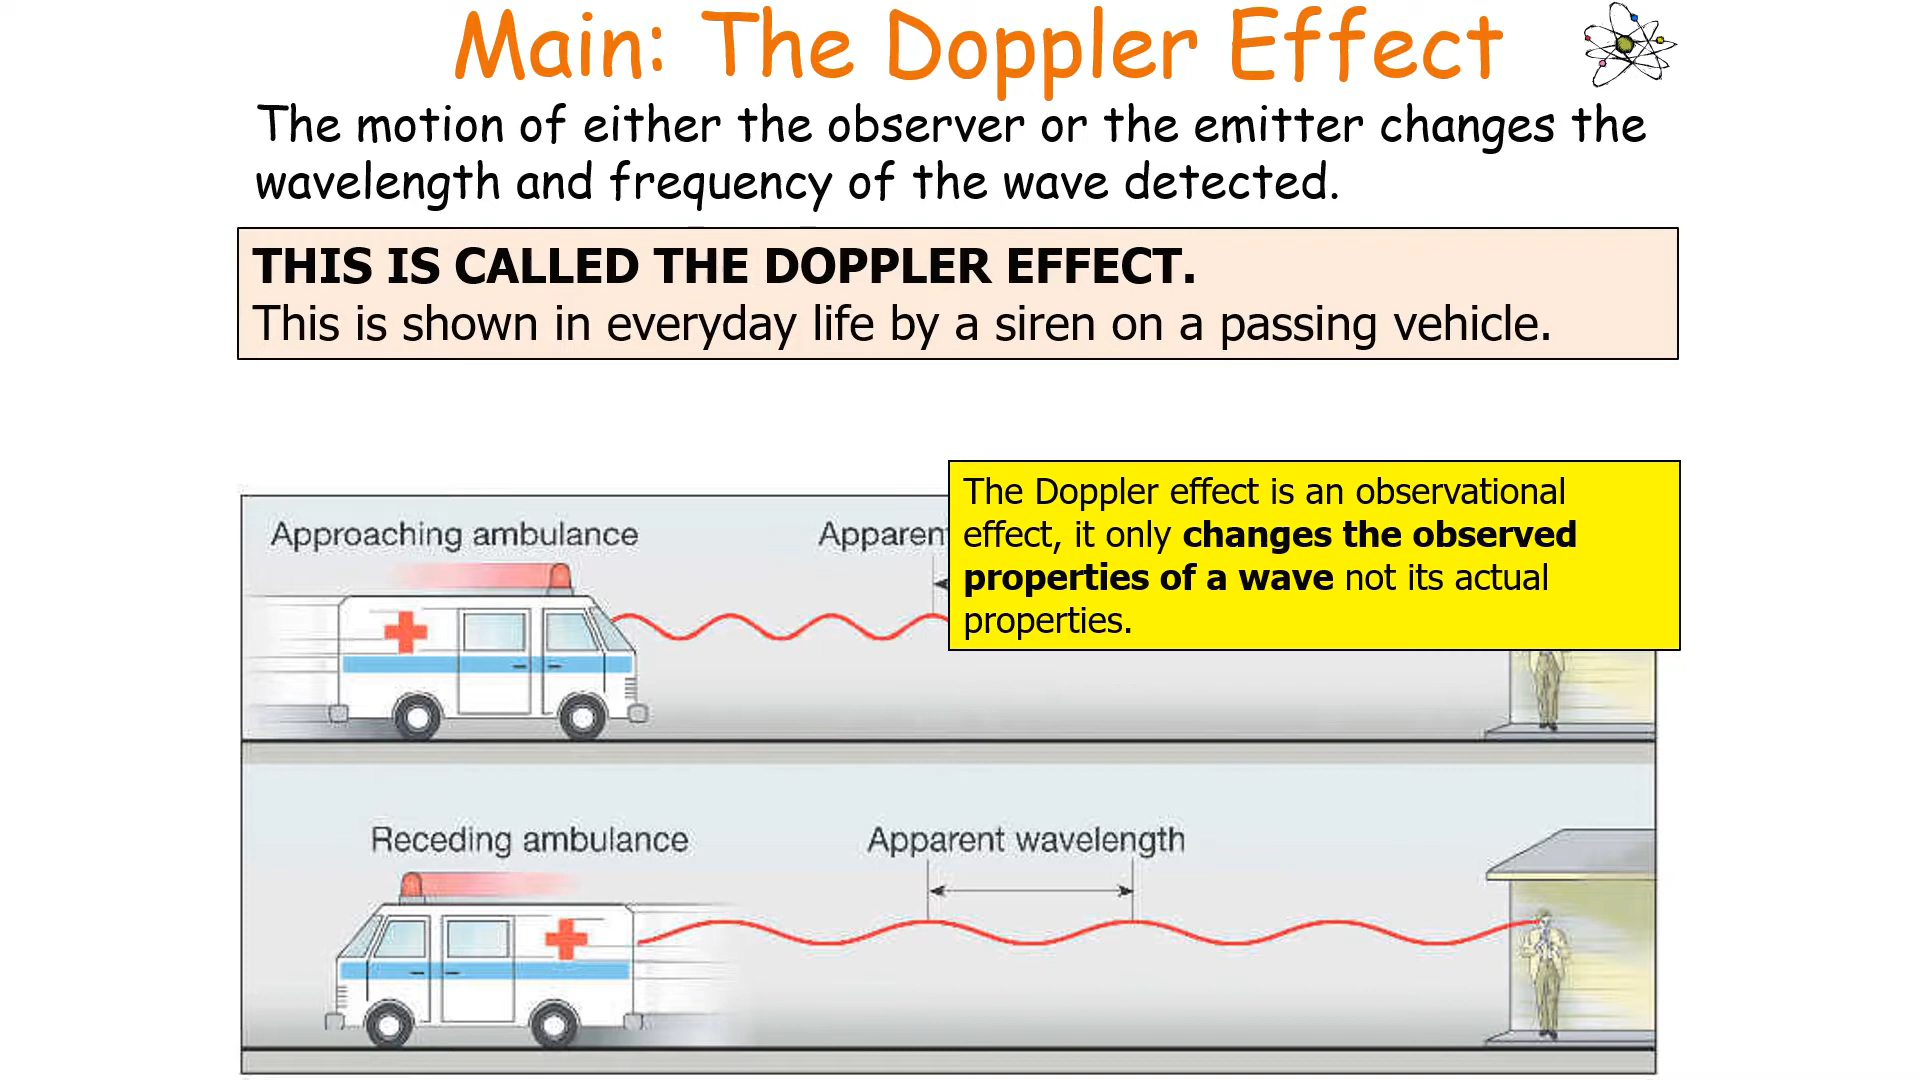 Main: The Doppler Effect
The motion of either the observer or the emitter changes the
wavelength and frequency of the wave detected.
THIS IS CALLED THE DOPPLER EFFECT.
This is shown in everyday life by a siren on a passing vehicle.
The Doppler effect is an observational
effect, it only changes the observed
properties of a wave not its actual
properties.
Approaching ambulance
Apparent
Receding ambulance
Apparent wavelength